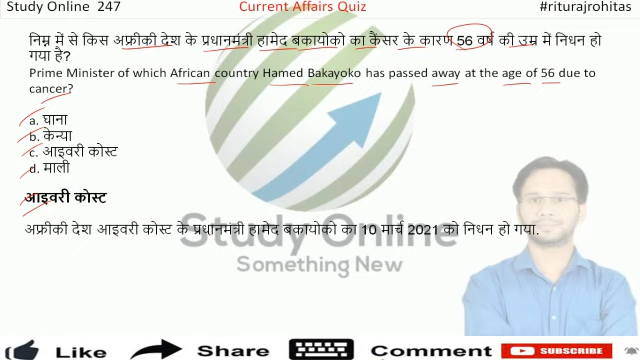 Study Online 247
Current Affairs Quiz
#riturajrohitas
निम्न में से किस अफ्रीकी देश के प्रधानमंत्री हामेद बकायोको का कैंसर के कारण 56 वर्ष की उम्र में निधन हो
गया है?
Prime Minister of which African country Hamed Bakayoko has passed away at the age of 56 due to
cancer?
a. घाना
b. केन्या
c. आइवरी कोस्ट
d. माली
आइवरी कोस्ट
अफ्रीकी देश आइवरी कोस्ट के प्रधानमंत्री हामेद बकायोको का 10 मार्च 2021 को निधन हो गया.
Study Online
Something New
Like
Share
Comment
SUBSCRIBE